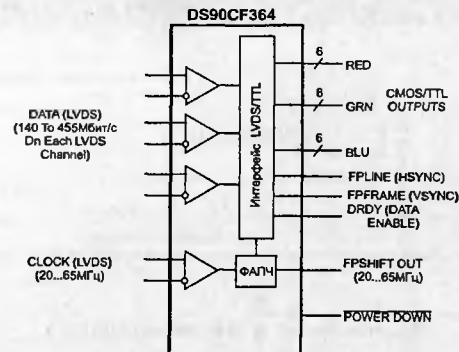 DS90CF364
DATA (LVDS)
(140 To 455Мбит/с
Dn Each LVDS
Channel)
CLOCK (LVDS)
(20...65МГц)
Интерфейс LVDS/TTL
ФАПЧ
6
RED
6
GRN
CMOS/TTL
OUTPUTS
6
BLU
FPLINE (HSYNC)
FPFRAME (VSYNC)
DRDY (DATA
ENABLE)
FPSHIFT OUT
(20...65МГц)
POWER DOWN